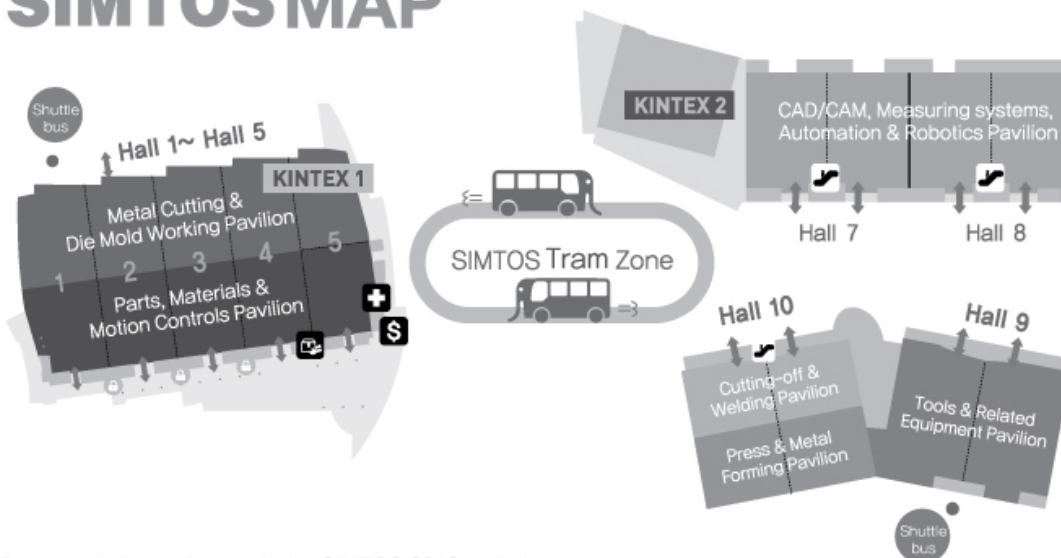 SIMTOS MAP
Shuttle
bus
Hall 1~ Hall 5
KINTEX 1
Metal Cutting &
Die Mold Working Pavilion
1 2 3 4 5
Parts, Materials &
Motion Controls Pavilion
$
SIMTOS Tram Zone
KINTEX 2
CAD/CAM, Measuring systems,
Automation & Robotics Pavilion
Hall 7
Hall 8
Hall 10
Cutting-off &
Welding Pavilion
Press & Metal
Forming Pavilion
Hall 9
Tools & Related
Equipment Pavilion
Shuttle
bus